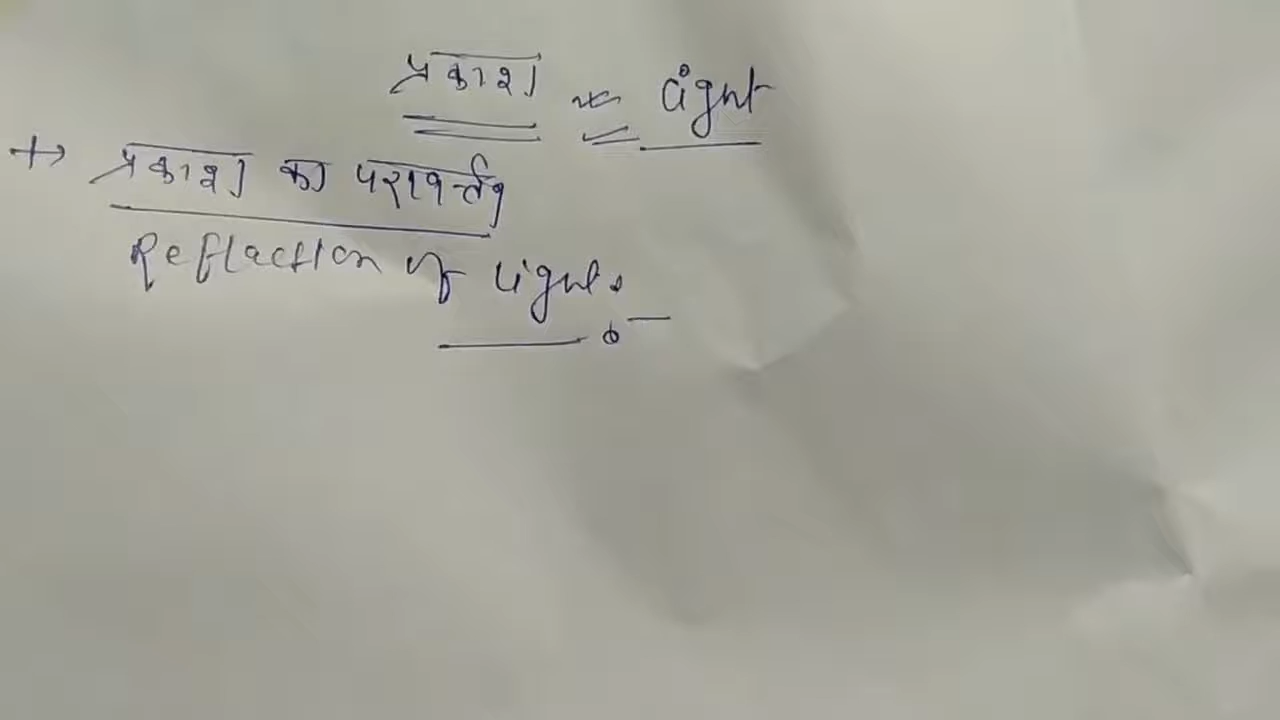 प्रकाश Light
प्रकाश का परावर्तन
Reflaction of Light :-